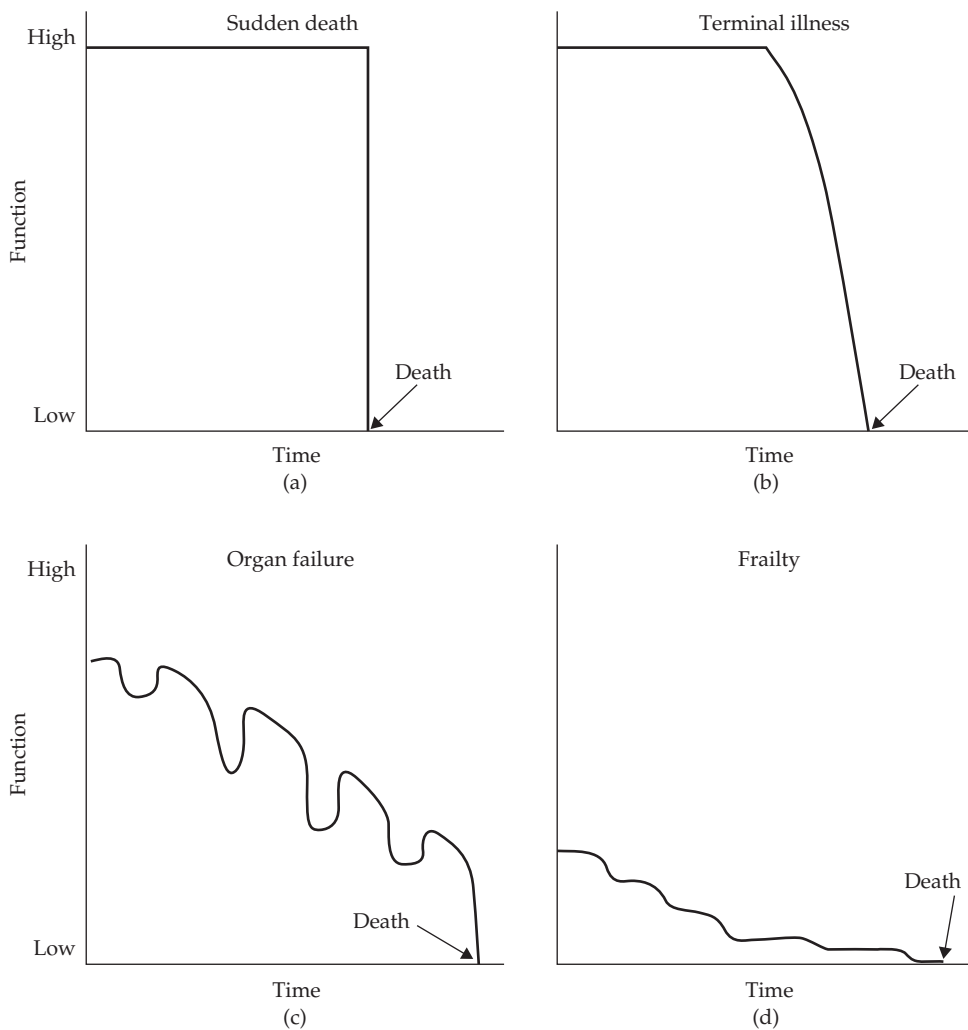 Sudden death
High
Function
Low
Death
Time
(a)
Terminal illness
Death
Time
(b)
Organ failure
High
Function
Low
Death
Time
(c)
Frailty
Death
Time
(d)